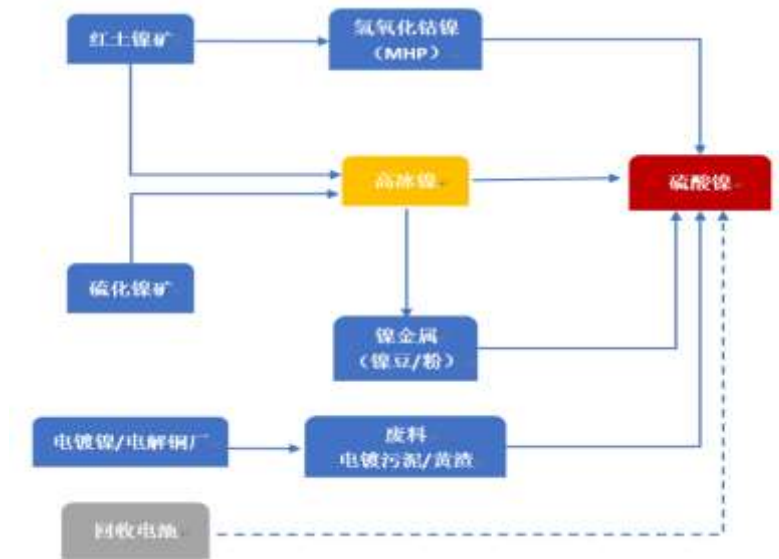 红土镍矿
氢氧化钴镍
（MHP）
高冰镍
硫酸镍
硫化镍矿
镍金属
（镍豆/粉）
电镀镍/电解铜厂
废料
电镀污泥/黄渣
回收电池